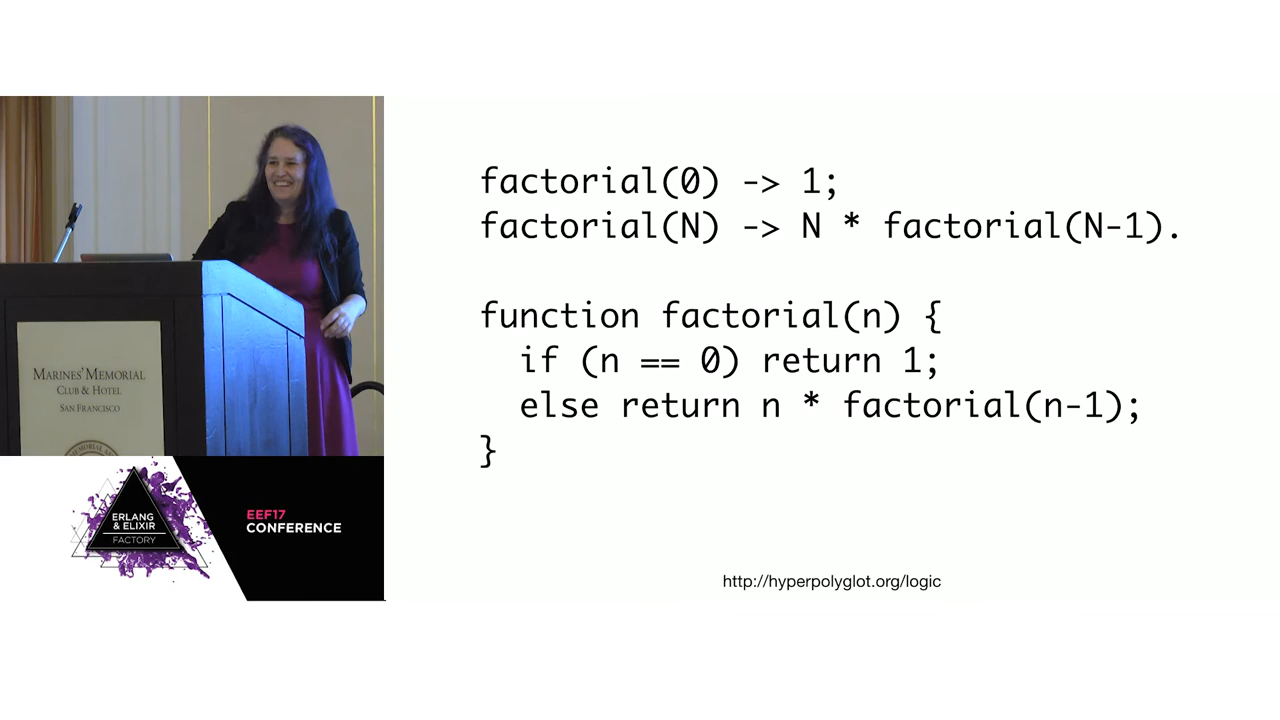 factorial(0) -> 1;
factorial(N) -> N * factorial(N-1).
function factorial(n) {
  if (n == 0) return 1;
  else return n * factorial(n-1);
}
http://hyperpolyglot.org/logic
MARINES' MEMORIAL
CLUB & HOTEL
SAN FRANCISCO
ERLANG
& ELIXIR
FACTORY
EEF17
CONFERENCE